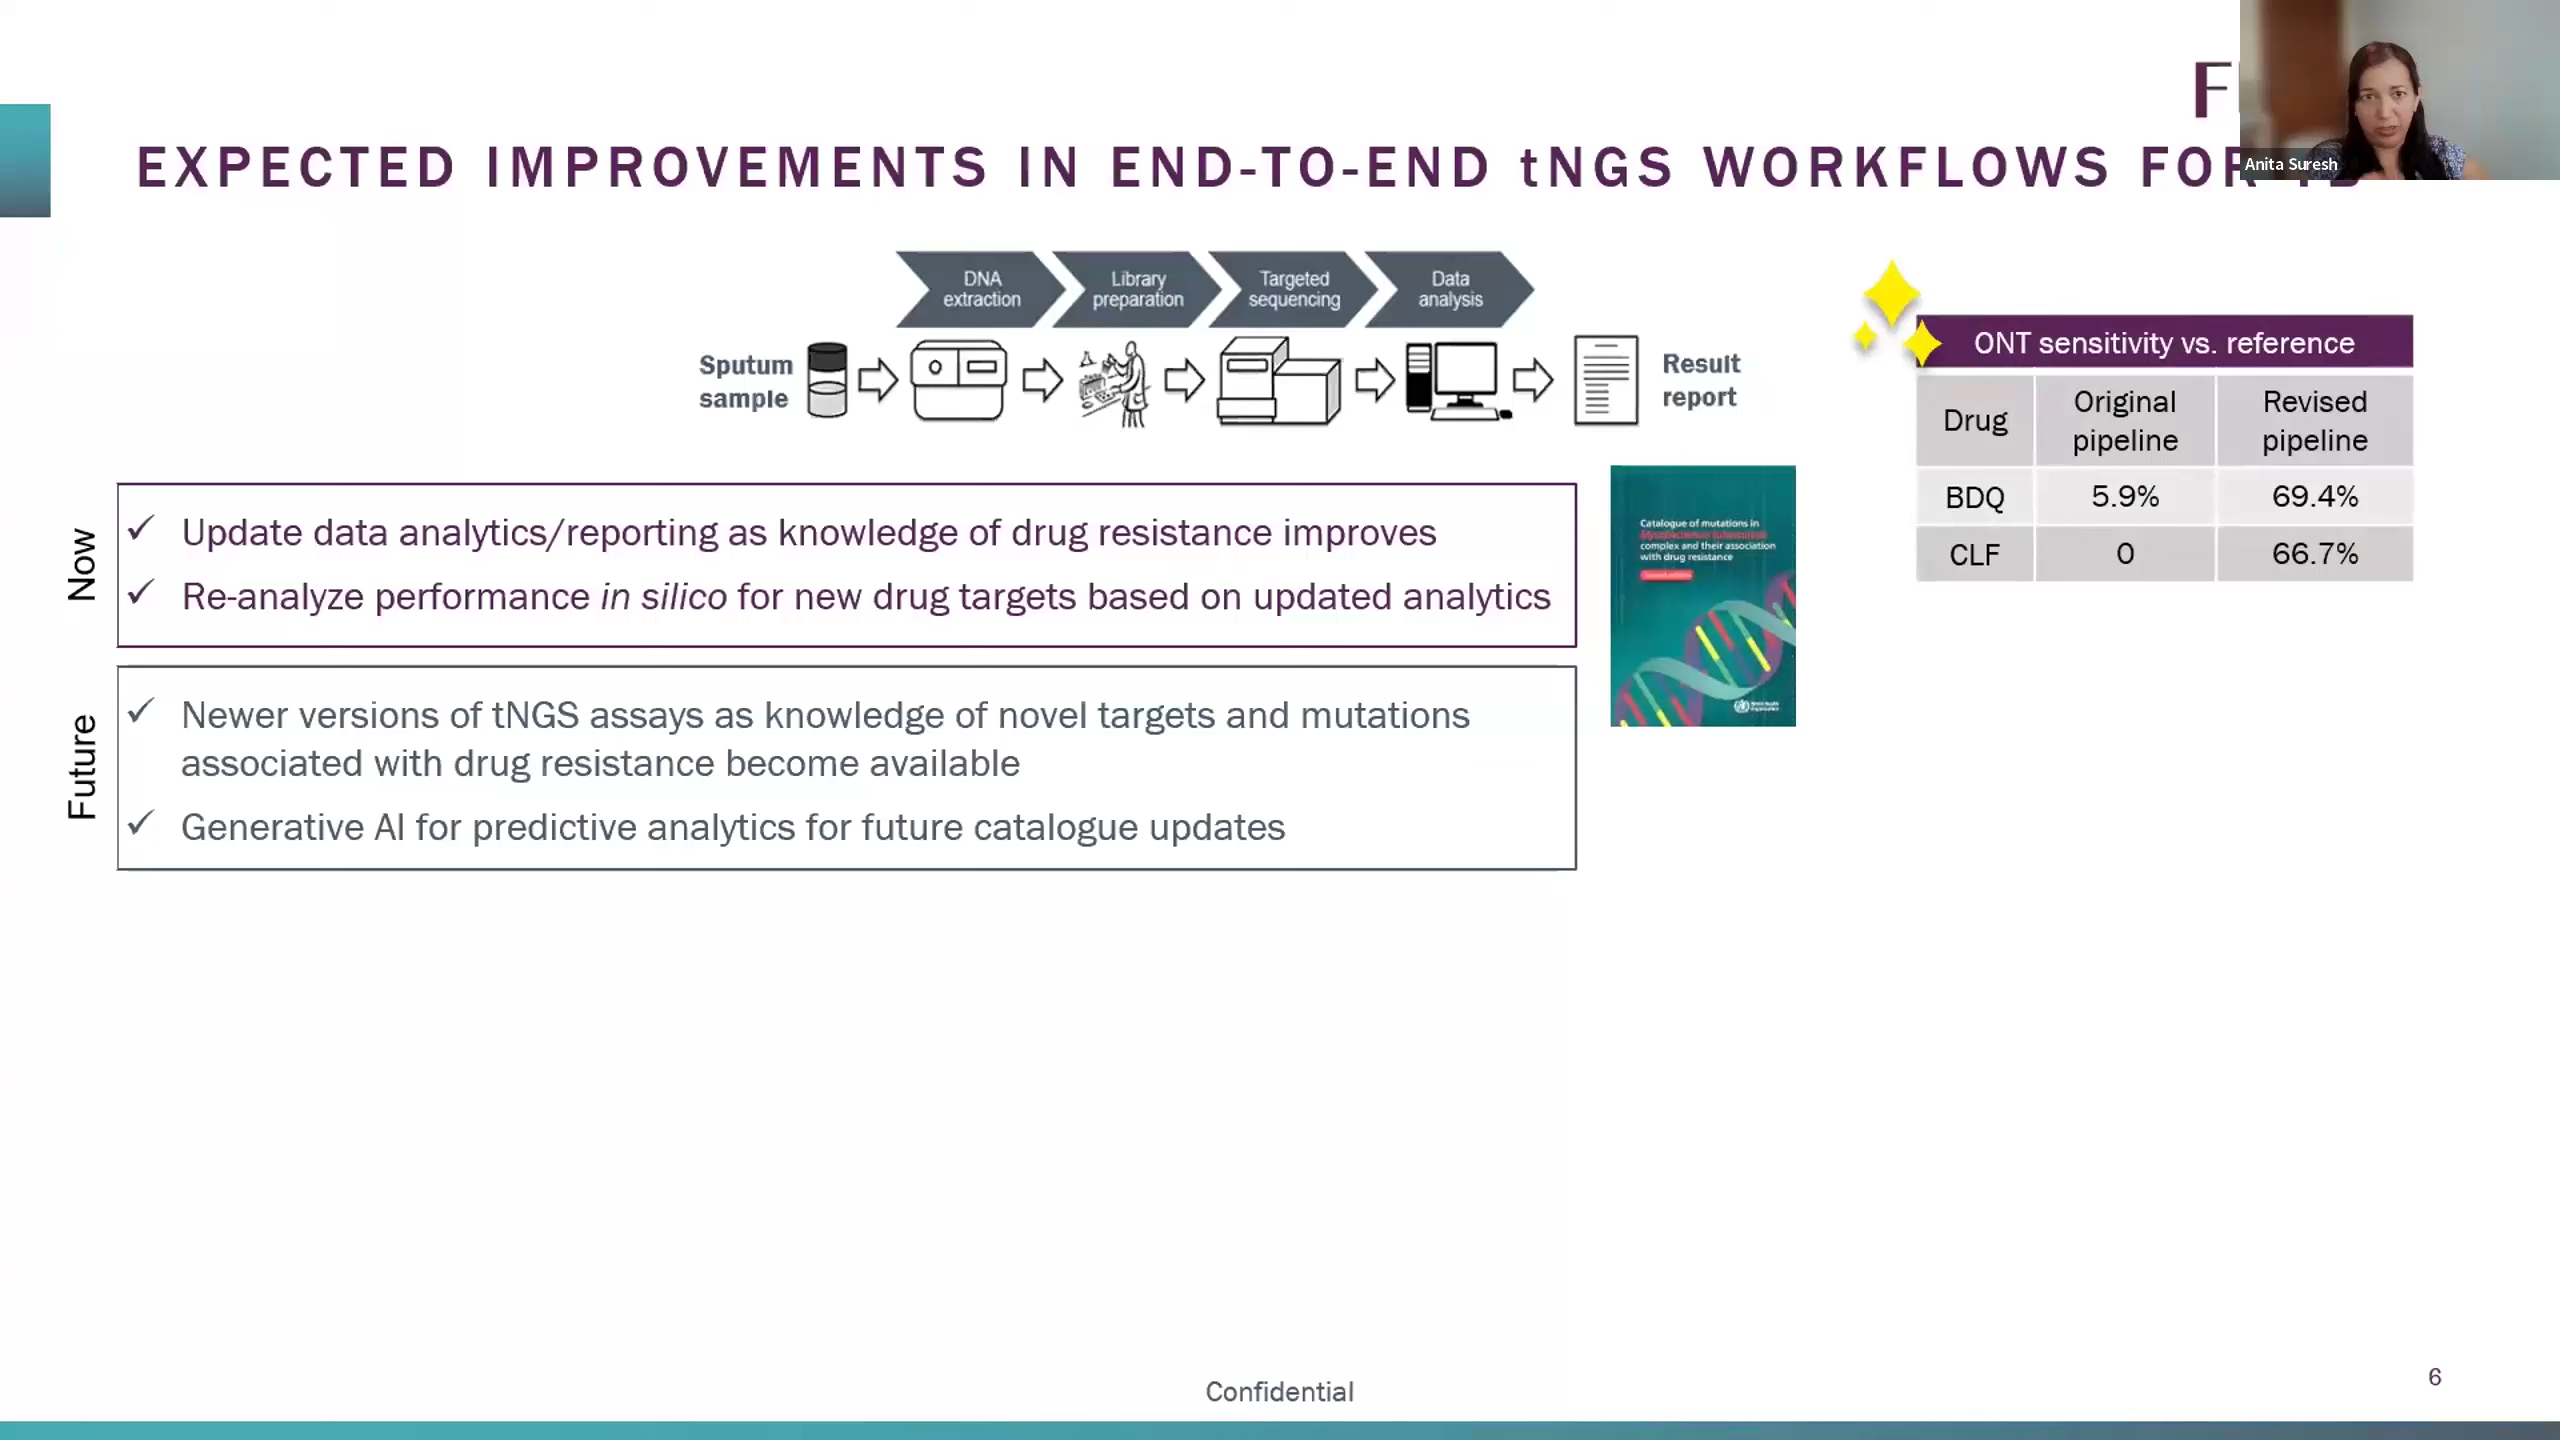 F
Anita Suresh
EXPECTED IMPROVEMENTS IN END-TO-END tNGS WORKFLOWS FOR
DNA extraction
Library preparation
Targeted sequencing
Data analysis
Sputum sample
Result report
ONT sensitivity vs. reference
Drug
Original pipeline
Revised pipeline
BDQ 5.9% 69.4%
CLF 0 66.7%
Now
✓ Update data analytics/reporting as knowledge of drug resistance improves
✓ Re-analyze performance in silico for new drug targets based on updated analytics
Catalogue of mutations in
Mycobacterium tuberculosis
complex and their association
with drug resistance
Future
✓ Newer versions of tNGS assays as knowledge of novel targets and mutations
associated with drug resistance become available
✓ Generative AI for predictive analytics for future catalogue updates
Confidential
6